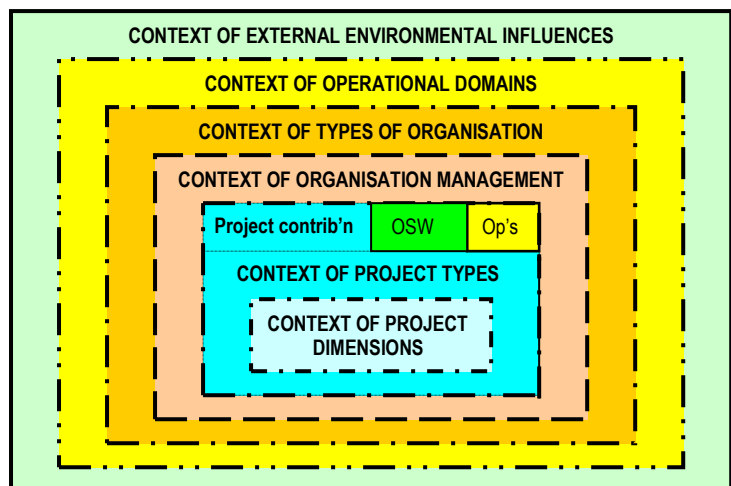 CONTEXT OF EXTERNAL ENVIRONMENTAL INFLUENCES
CONTEXT OF OPERATIONAL DOMAINS
CONTEXT OF TYPES OF ORGANISATION
CONTEXT OF ORGANISATION MANAGEMENT
Project contrib'n OSW Op's
CONTEXT OF PROJECT TYPES
CONTEXT OF PROJECT
DIMENSIONS